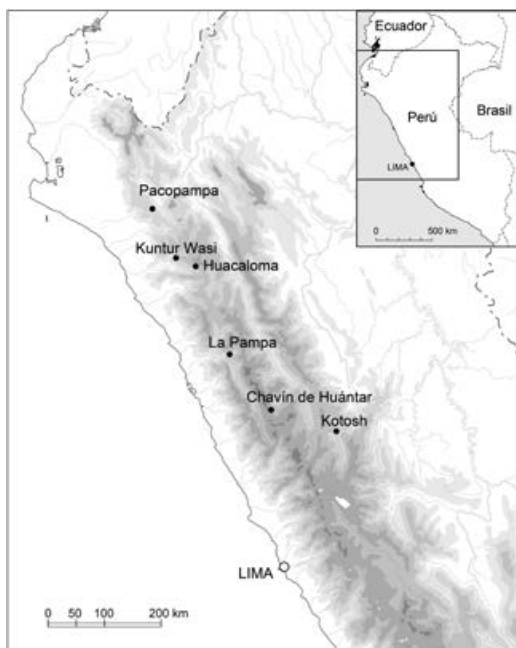 Ecuador
Perú
Brasil
LIMA
0 500 km
Pacopampa
Kuntur Wasi
Huacaloma
La Pampa
Chavín de Huántar
Kotosh
LIMA
0 50 100 200 km